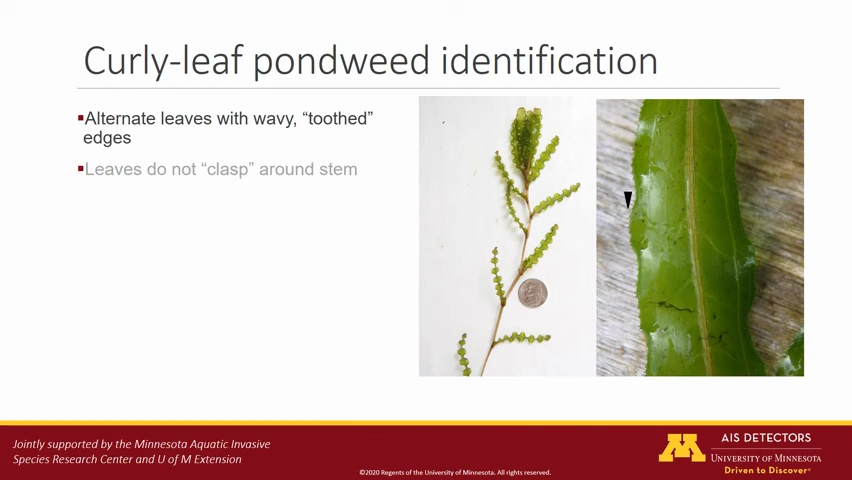 Curly-leaf pondweed identification
▪Alternate leaves with wavy, “toothed”
edges
▪Leaves do not “clasp” around stem
Jointly supported by the Minnesota Aquatic Invasive
Species Research Center and U of M Extension
©2020 Regents of the University of Minnesota. All rights reserved.
M
AIS DETECTORS
UNIVERSITY OF MINNESOTA
Driven to Discover®